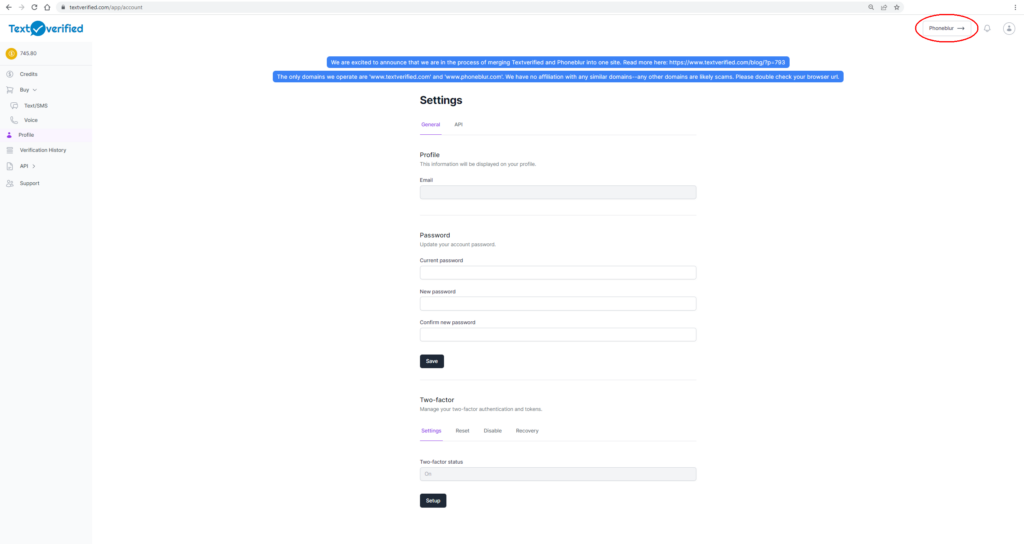 textverified.com/app/account
Textverified
Phoneblur →
745.80
Credits
Buy
Text/SMS
Voice
Profile
Verification History
API
Support
We are excited to announce that we are in the process of merging Textverified and Phoneblur into one site. Read more here: https://www.textverified.com/blog/?p=793
The only domains we operate are 'www.textverified.com' and 'www.phoneblur.com'. We have no affiliation with any similar domains--any other domains are likely scams. Please double check your browser url.
Settings
General API
Profile
This information will be displayed on your profile.
Email
Password
Update your account password.
Current password
New password
Confirm new password
Save
Two-factor
Manage your two-factor authentication and tokens.
Settings Reset Disable Recovery
Two-factor status
On
Setup